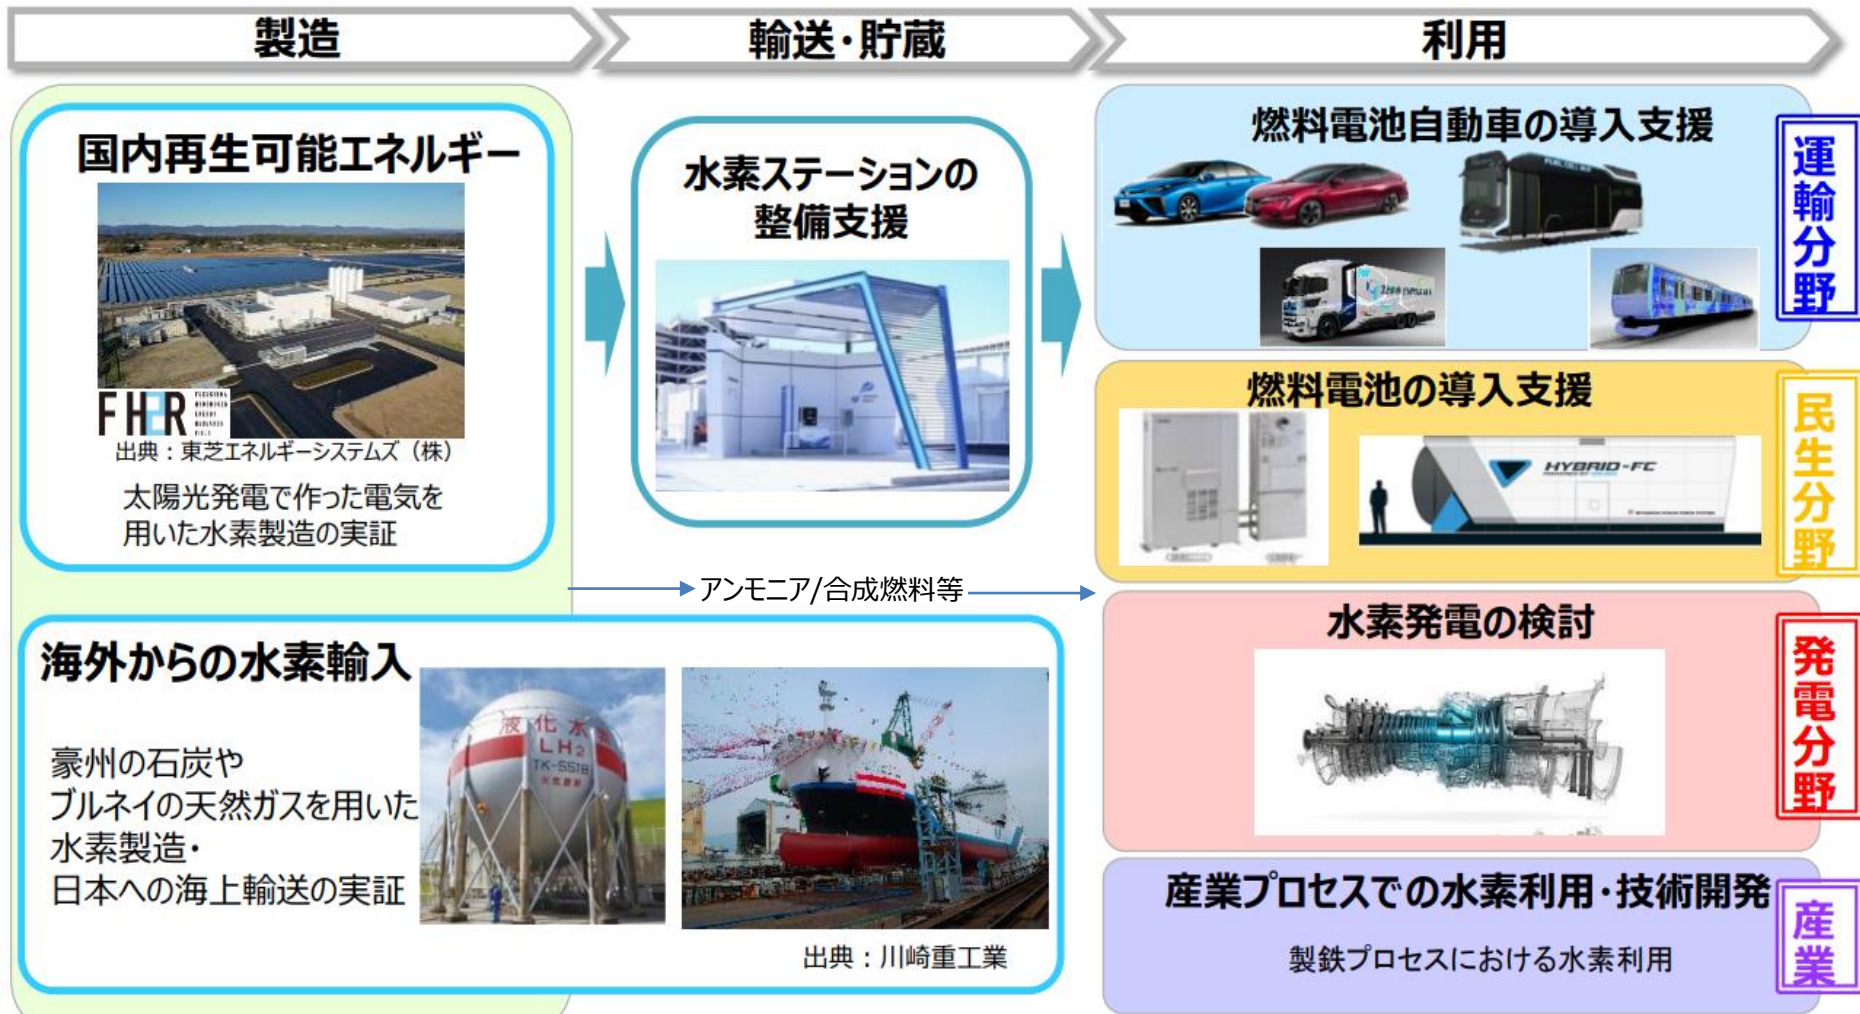 製造
輸送・貯蔵
利用
国内再生可能エネルギー
FH2R
出典：東芝エネルギーシステムズ（株）
太陽光発電で作った電気を
用いた水素製造の実証
水素ステーションの
整備支援
アンモニア/合成燃料等
海外からの水素輸入
豪州の石炭や
ブルネイの天然ガスを用いた
水素製造・
日本への海上輸送の実証
液化水
LH2
TK-5517B
出典：川崎重工業
燃料電池自動車の導入支援
FUEL CELL BUS
運輸分野
燃料電池の導入支援
HYBRID-FC
民生分野
水素発電の検討
発電分野
産業プロセスでの水素利用・技術開発
製鉄プロセスにおける水素利用
産業